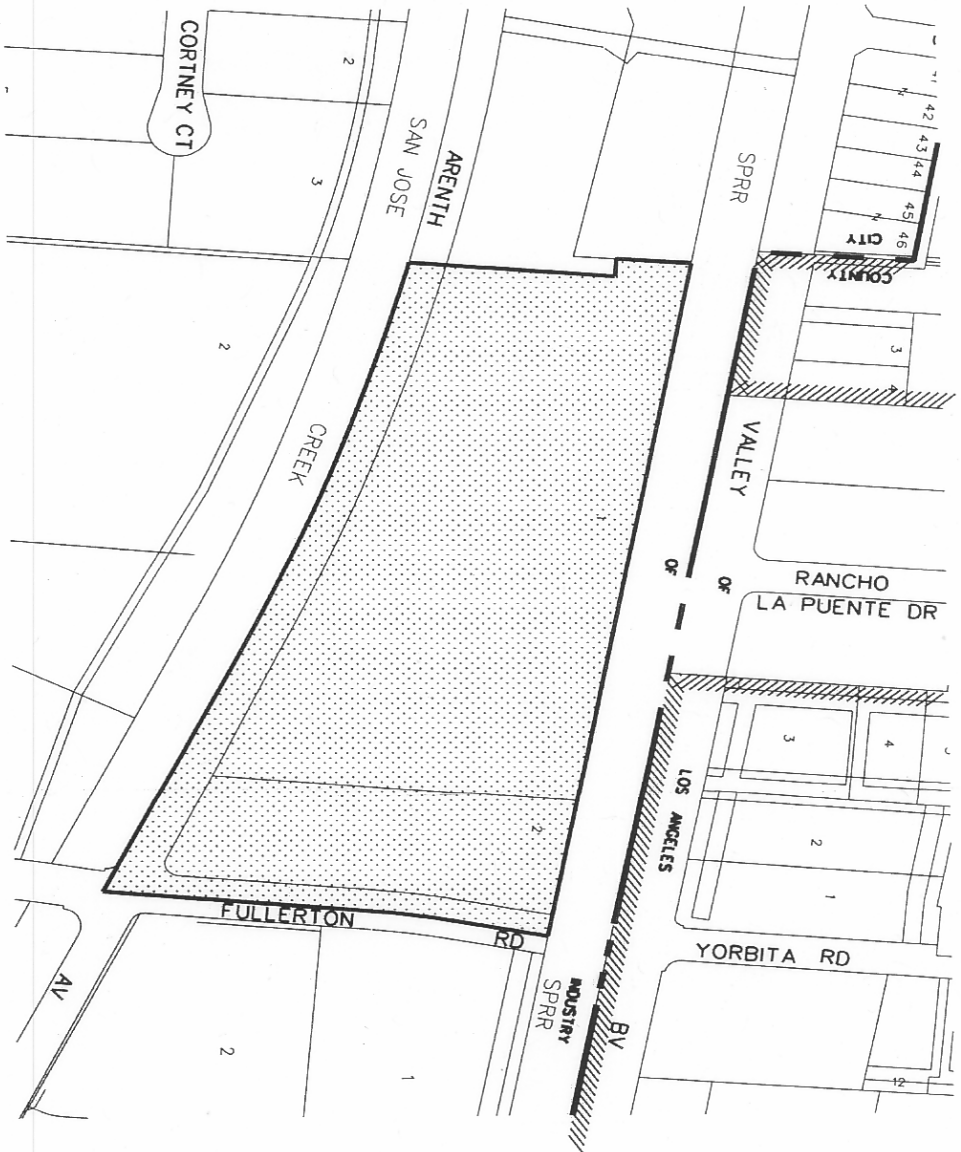 CORTNEY CT
2
3
SAN JOSE
ARENTH
SPRR
42
43
44
45
46
CITY
COUNTY
3
4
2
CREEK
VALLEY
1
OF
OF
RANCHO
LA PUENTE DR
3
4
LOS ANGELES
2
2
1
FULLERTON
RD
YORBITA RD
AV
INDUSTRY
SPRR
BV
2
1
12